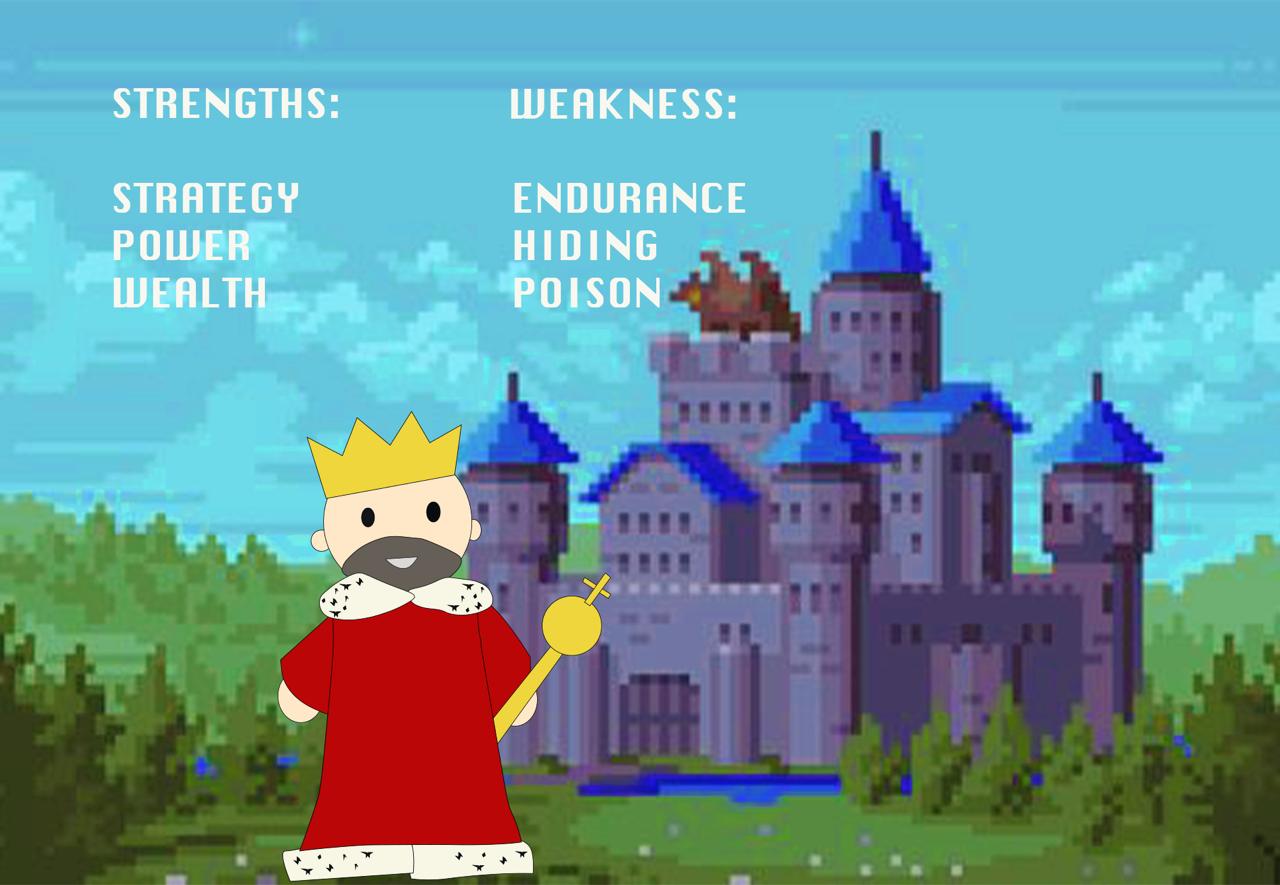 STRENGTHS:
STRATEGY
POWER
WEALTH
WEAKNESS:
ENDURANCE
HIDING
POISON